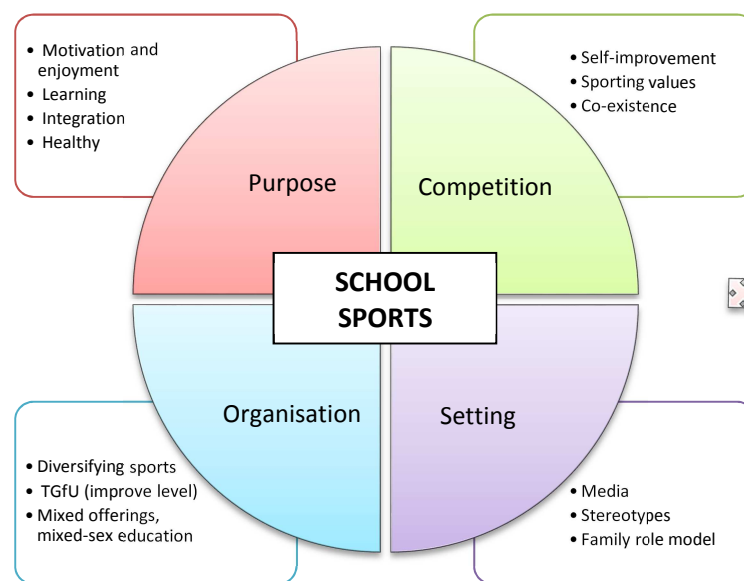 • Motivation and
enjoyment
• Learning
• Integration
• Healthy
• Self-improvement
• Sporting values
• Co-existence
Purpose
Competition
SCHOOL
SPORTS
Organisation
Setting
• Diversifying sports
• TGfU (improve level)
• Mixed offerings,
mixed-sex education
• Media
• Stereotypes
• Family role model